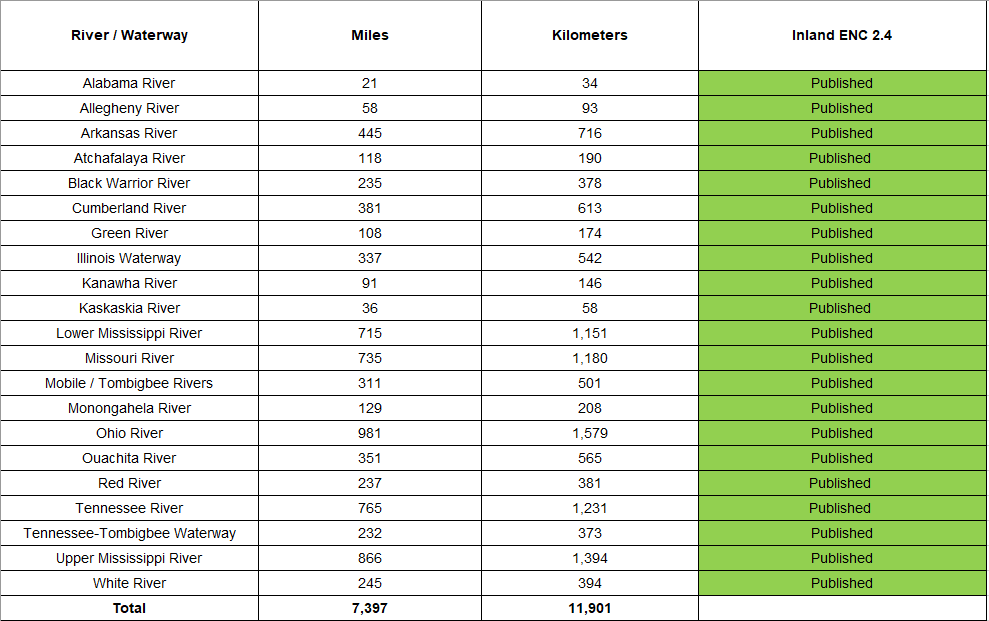 River / Waterway Miles Kilometers Inland ENC 2.4
Alabama River 21 34 Published
Allegheny River 58 93 Published
Arkansas River 445 716 Published
Atchafalaya River 118 190 Published
Black Warrior River 235 378 Published
Cumberland River 381 613 Published
Green River 108 174 Published
Illinois Waterway 337 542 Published
Kanawha River 91 146 Published
Kaskaskia River 36 58 Published
Lower Mississippi River 715 1,151 Published
Missouri River 735 1,180 Published
Mobile / Tombigbee Rivers 311 501 Published
Monongahela River 129 208 Published
Ohio River 981 1,579 Published
Ouachita River 351 565 Published
Red River 237 381 Published
Tennessee River 765 1,231 Published
Tennessee-Tombigbee Waterway 232 373 Published
Upper Mississippi River 866 1,394 Published
White River 245 394 Published
Total 7,397 11,901